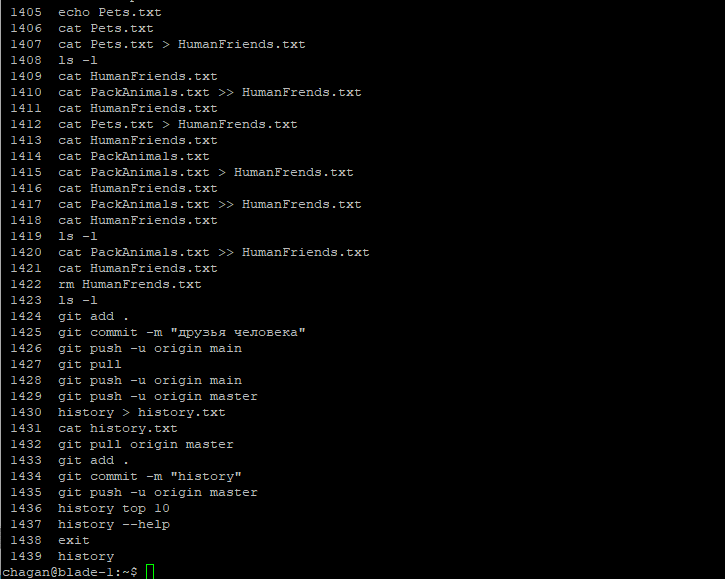 1405  echo Pets.txt
1406  cat Pets.txt
1407  cat Pets.txt > HumanFriends.txt
1408  ls -l
1409  cat HumanFriends.txt
1410  cat PackAnimals.txt >> HumanFrends.txt
1411  cat HumanFriends.txt
1412  cat Pets.txt > HumanFrends.txt
1413  cat HumanFriends.txt
1414  cat PackAnimals.txt
1415  cat PackAnimals.txt > HumanFrends.txt
1416  cat HumanFriends.txt
1417  cat PackAnimals.txt >> HumanFrends.txt
1418  cat HumanFriends.txt
1419  ls -l
1420  cat PackAnimals.txt >> HumanFriends.txt
1421  cat HumanFriends.txt
1422  rm HumanFrends.txt
1423  ls -l
1424  git add .
1425  git commit -m "друзья человека"
1426  git push -u origin main
1427  git pull
1428  git push -u origin main
1429  git push -u origin master
1430  history > history.txt
1431  cat history.txt
1432  git pull origin master
1433  git add .
1434  git commit -m "history"
1435  git push -u origin master
1436  history top 10
1437  history --help
1438  exit
1439  history
chagan@blade-1:~$